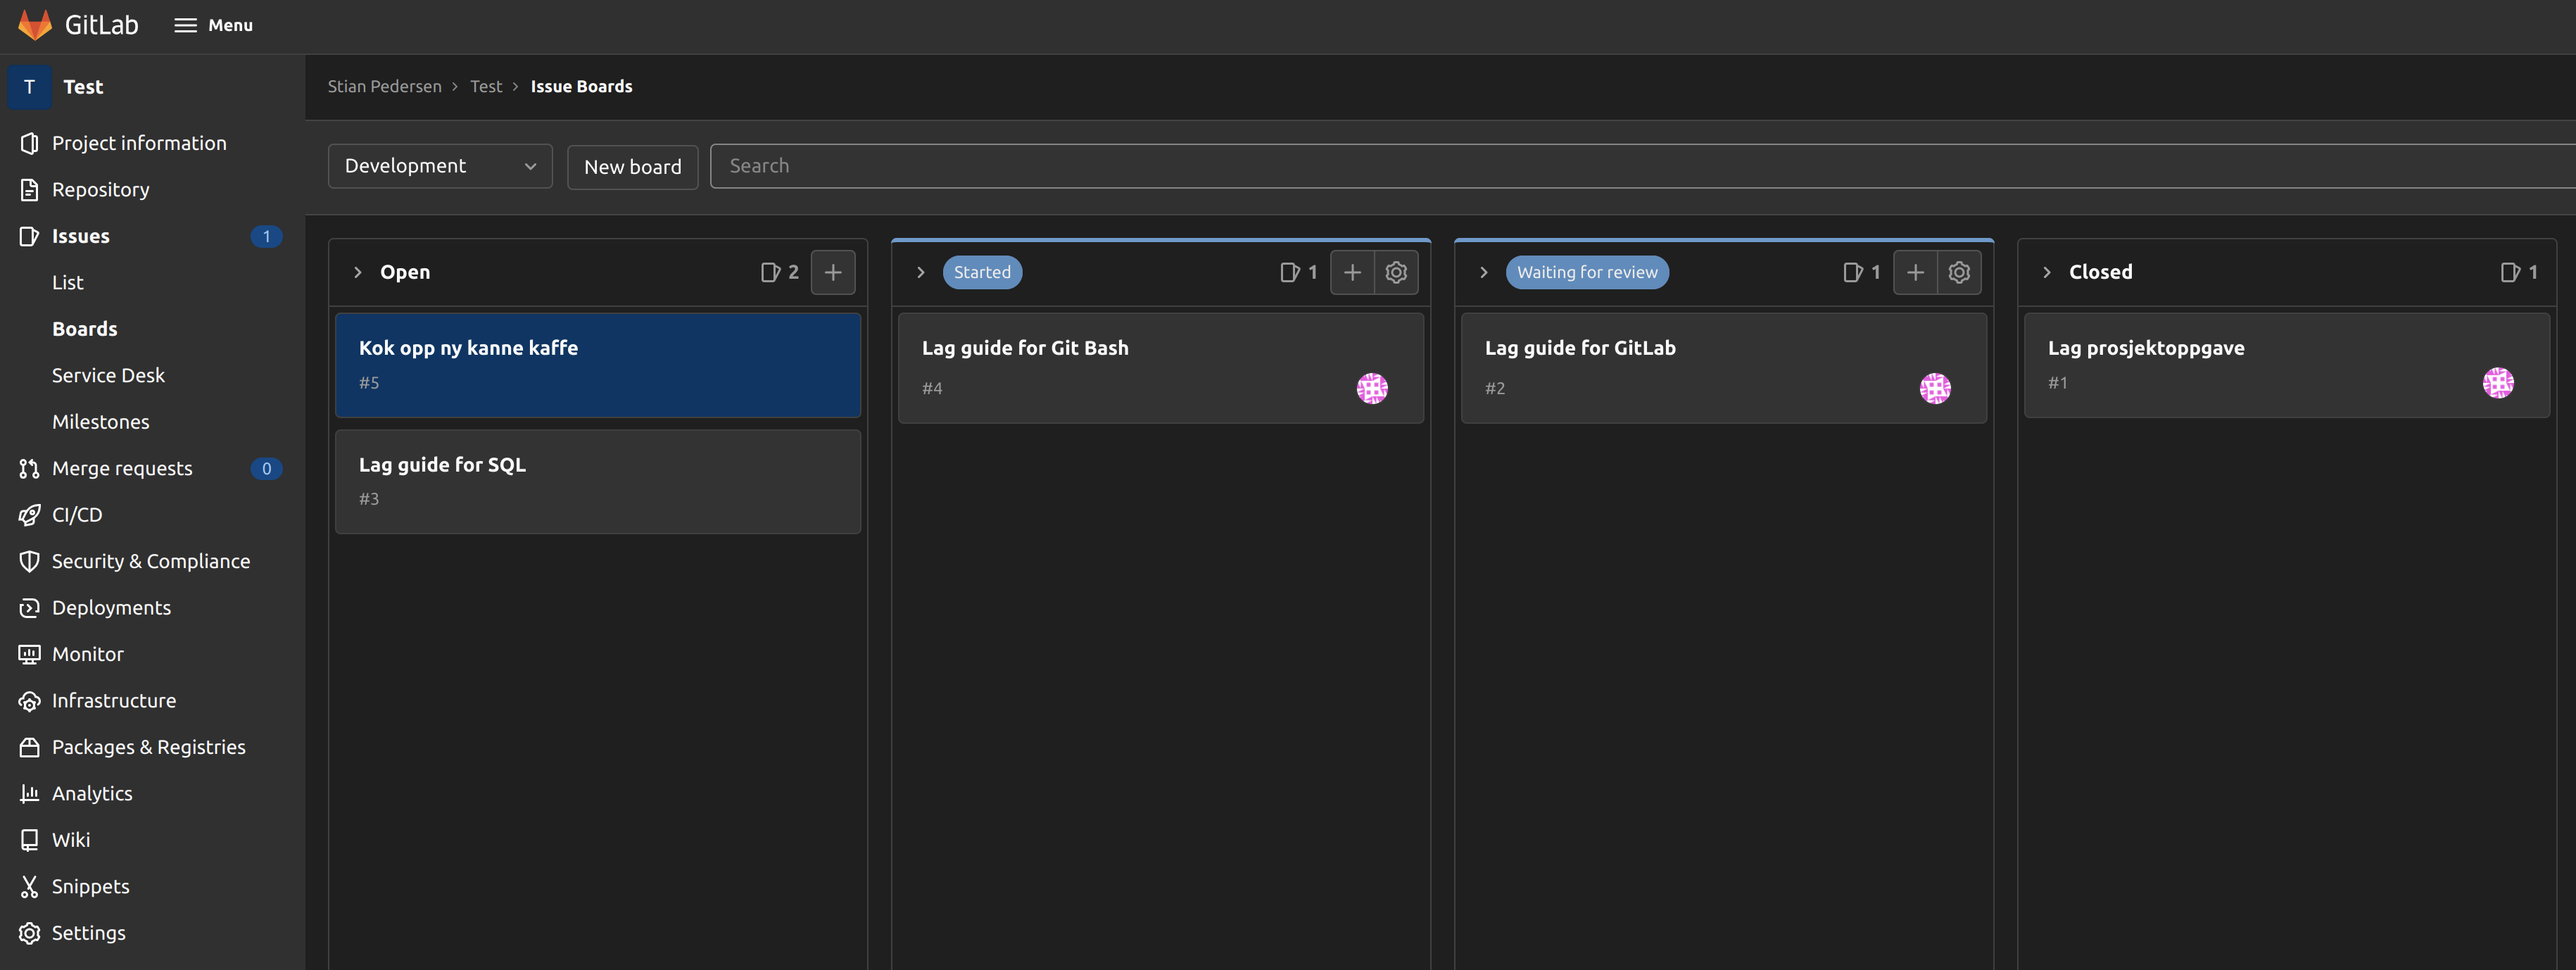 GitLab
Menu
T
Test
Project information
Repository
Issues
1
List
Boards
Service Desk
Milestones
Merge requests
0
CI/CD
Security & Compliance
Deployments
Monitor
Infrastructure
Packages & Registries
Analytics
Wiki
Snippets
Settings
Stian Pedersen > Test > Issue Boards
Development
New board
Search
Open
2
Kok opp ny kanne kaffe
#5
Lag guide for SQL
#3
Started
1
Lag guide for Git Bash
#4
Waiting for review
1
Lag guide for GitLab
#2
Closed
1
Lag prosjektoppgave
#1